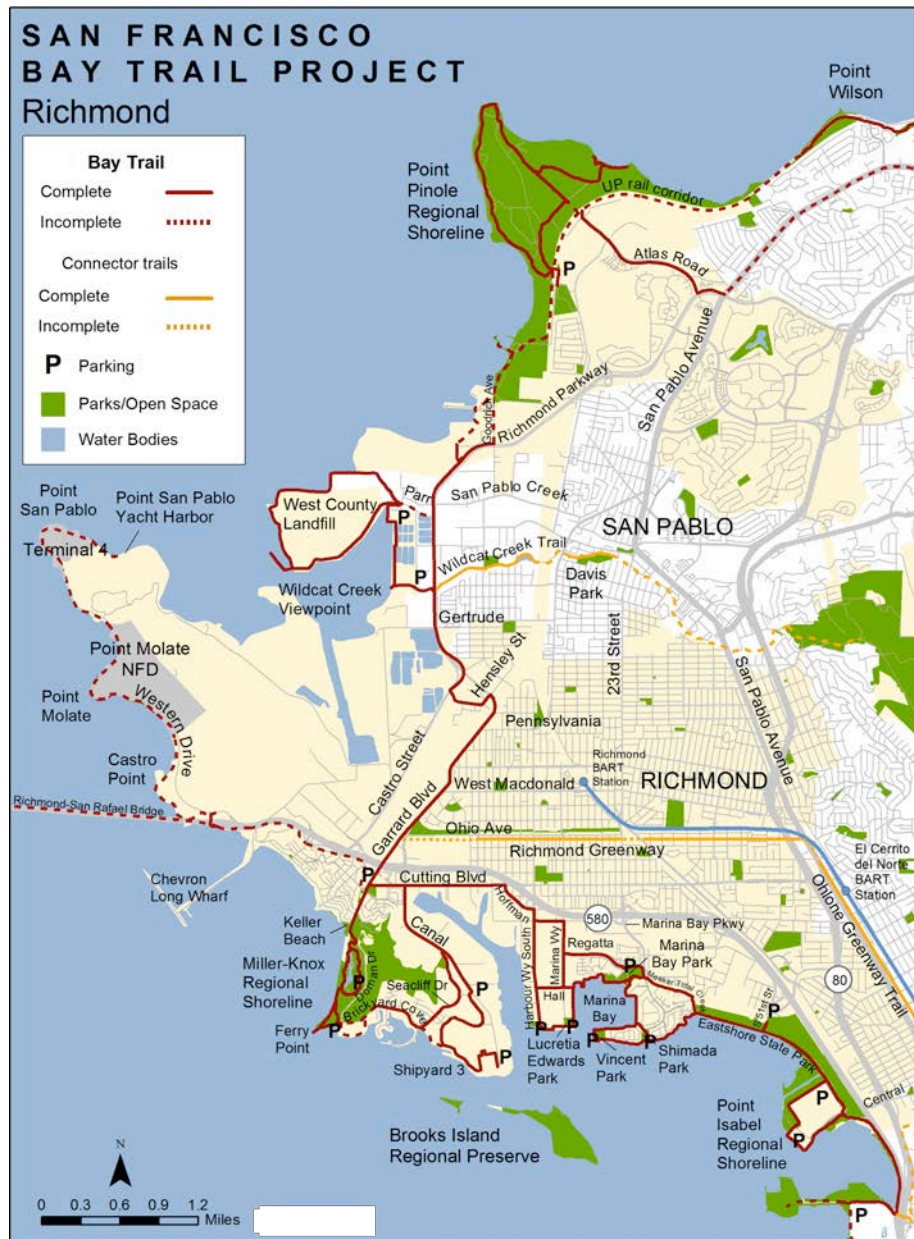 SAN FRANCISCO
BAY TRAIL PROJECT
Richmond
Bay Trail
Complete
Incomplete
Connector trails
Complete
Incomplete
P Parking
Parks/Open Space
Water Bodies
Point
Wilson
Point
Pinole
Regional
Shoreline
UP rail corridor
P
Atlas Road
San Pablo Avenue
Goodrick Ave
Richmond Parkway
Point
San Pablo
Point San Pablo
Yacht Harbor
Terminal 4
West County
Landfill
Parr
San Pablo Creek
P
SAN PABLO
Wildcat Creek Trail
P
Wildcat Creek
Viewpoint
Davis
Park
Gertrude
Hensley St
23rd Street
Point Molate
NFD
Point
Molate
Western Drive
San Pablo Avenue
Pennsylvania
Castro
Point
Castro Street
Richmond
BART
Station
West Macdonald
RICHMOND
Richmond-San Rafael Bridge
Garrard Blvd
Ohio Ave
Richmond Greenway
El Cerrito
del Norte
BART
Station
Chevron
Long Wharf
P
Cutting Blvd
Hoffman
Ohlone Greenway Trail
580
Marina Bay Pkwy
Keller
Beach
Canal
Harbour Wy South
Marina Wy
Regatta
Marina
Bay Park
80
Miller-Knox
Regional
Shoreline
P
Dornan Dr
Seacliff Dr
P
P
Hall
Marina
Bay
Brickyard Cove
S 51st St
P
Ferry
Point
P
P
P
P
P
Eastshore State Park
Shipyard 3
P
Lucretia
Edwards
Park
Vincent
Park
Shimada
Park
Central
Point
Isabel
Regional
Shoreline
P
P
Brooks Island
Regional Preserve
N
0 0.3 0.6 0.9 1.2
Miles
P